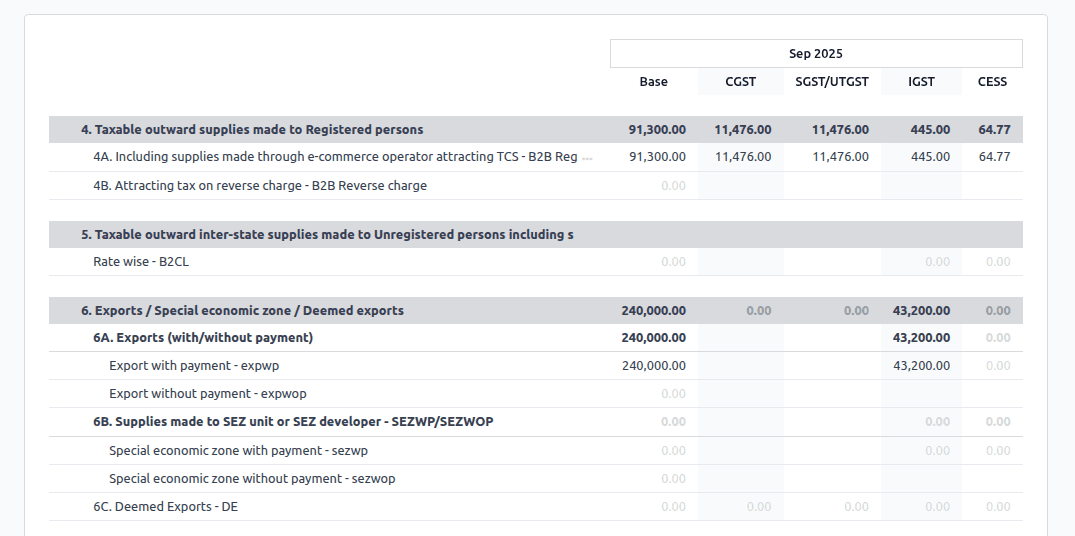 Sep 2025
Base CGST SGST/UTGST IGST CESS
4. Taxable outward supplies made to Registered persons 91,300.00 11,476.00 11,476.00 445.00 64.77
4A. Including supplies made through e-commerce operator attracting TCS - B2B Reg ... 91,300.00 11,476.00 11,476.00 445.00 64.77
4B. Attracting tax on reverse charge - B2B Reverse charge 0.00
5. Taxable outward inter-state supplies made to Unregistered persons including s
Rate wise - B2CL 0.00 0.00 0.00
6. Exports / Special economic zone / Deemed exports 240,000.00 0.00 0.00 43,200.00 0.00
6A. Exports (with/without payment) 240,000.00 43,200.00 0.00
Export with payment - expwp 240,000.00 43,200.00 0.00
Export without payment - expwop 0.00
6B. Supplies made to SEZ unit or SEZ developer - SEZWP/SEZWOP 0.00 0.00 0.00
Special economic zone with payment - sezwp 0.00 0.00 0.00
Special economic zone without payment - sezwop 0.00
6C. Deemed Exports - DE 0.00 0.00 0.00 0.00 0.00